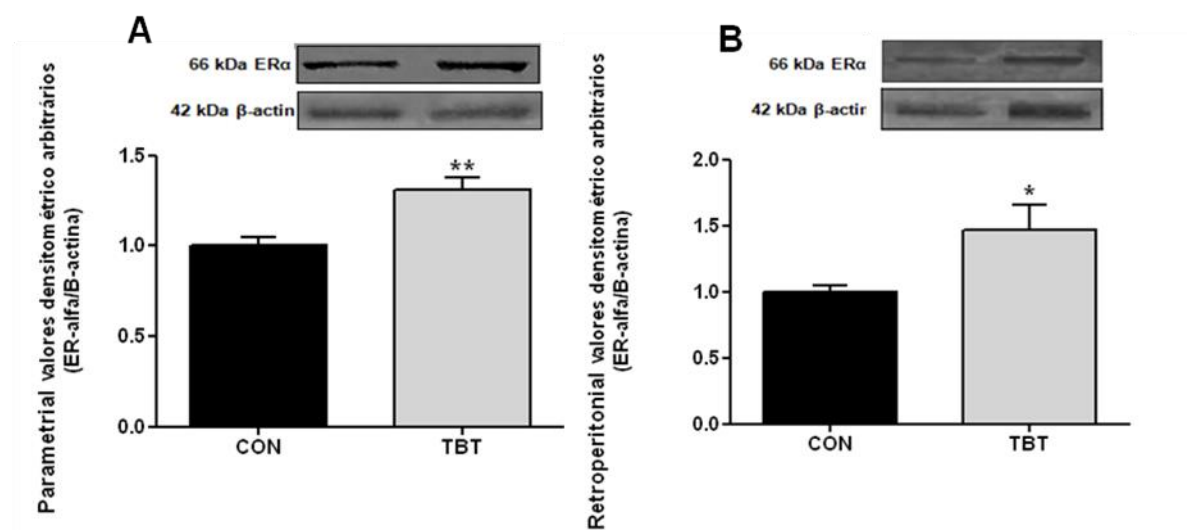 A
66 kDa ERα
42 kDa β-actin
Parametrial valores densitométrico arbitrários
(ER-alfa/B-actina)
1.5
1.0
0.5
0.0
**
CON
TBT
B
66 kDa ERα
42 kDa β-actir
Retroperitonial valores densitométrico arbitrários
(ER-alfa/B-actina)
2.0
1.5
1.0
0.5
0.0
*
CON
TBT